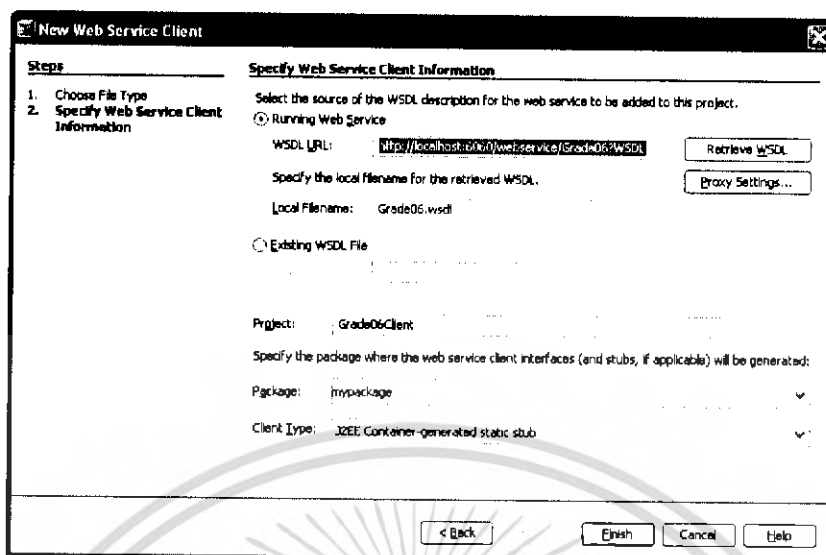 New Web Service Client
Steps
1. Choose File Type
2. Specify Web Service Client
Information
Specify Web Service Client Information
Select the source of the WSDL description for the web service to be added to this project.
Running Web Service
WSDL URL: http://localhost:6060/webservice/Grade06?WSDL Retrieve WSDL
Specify the local filename for the retrieved WSDL. Proxy Settings...
Local Filename: Grade06.wsdl
Existing WSDL File
Project: Grade06Client
Specify the package where the web service client interfaces (and stubs, if applicable) will be generated:
Package: mypackage
Client Type: J2EE Container-generated static stub
< Back Finish Cancel Help